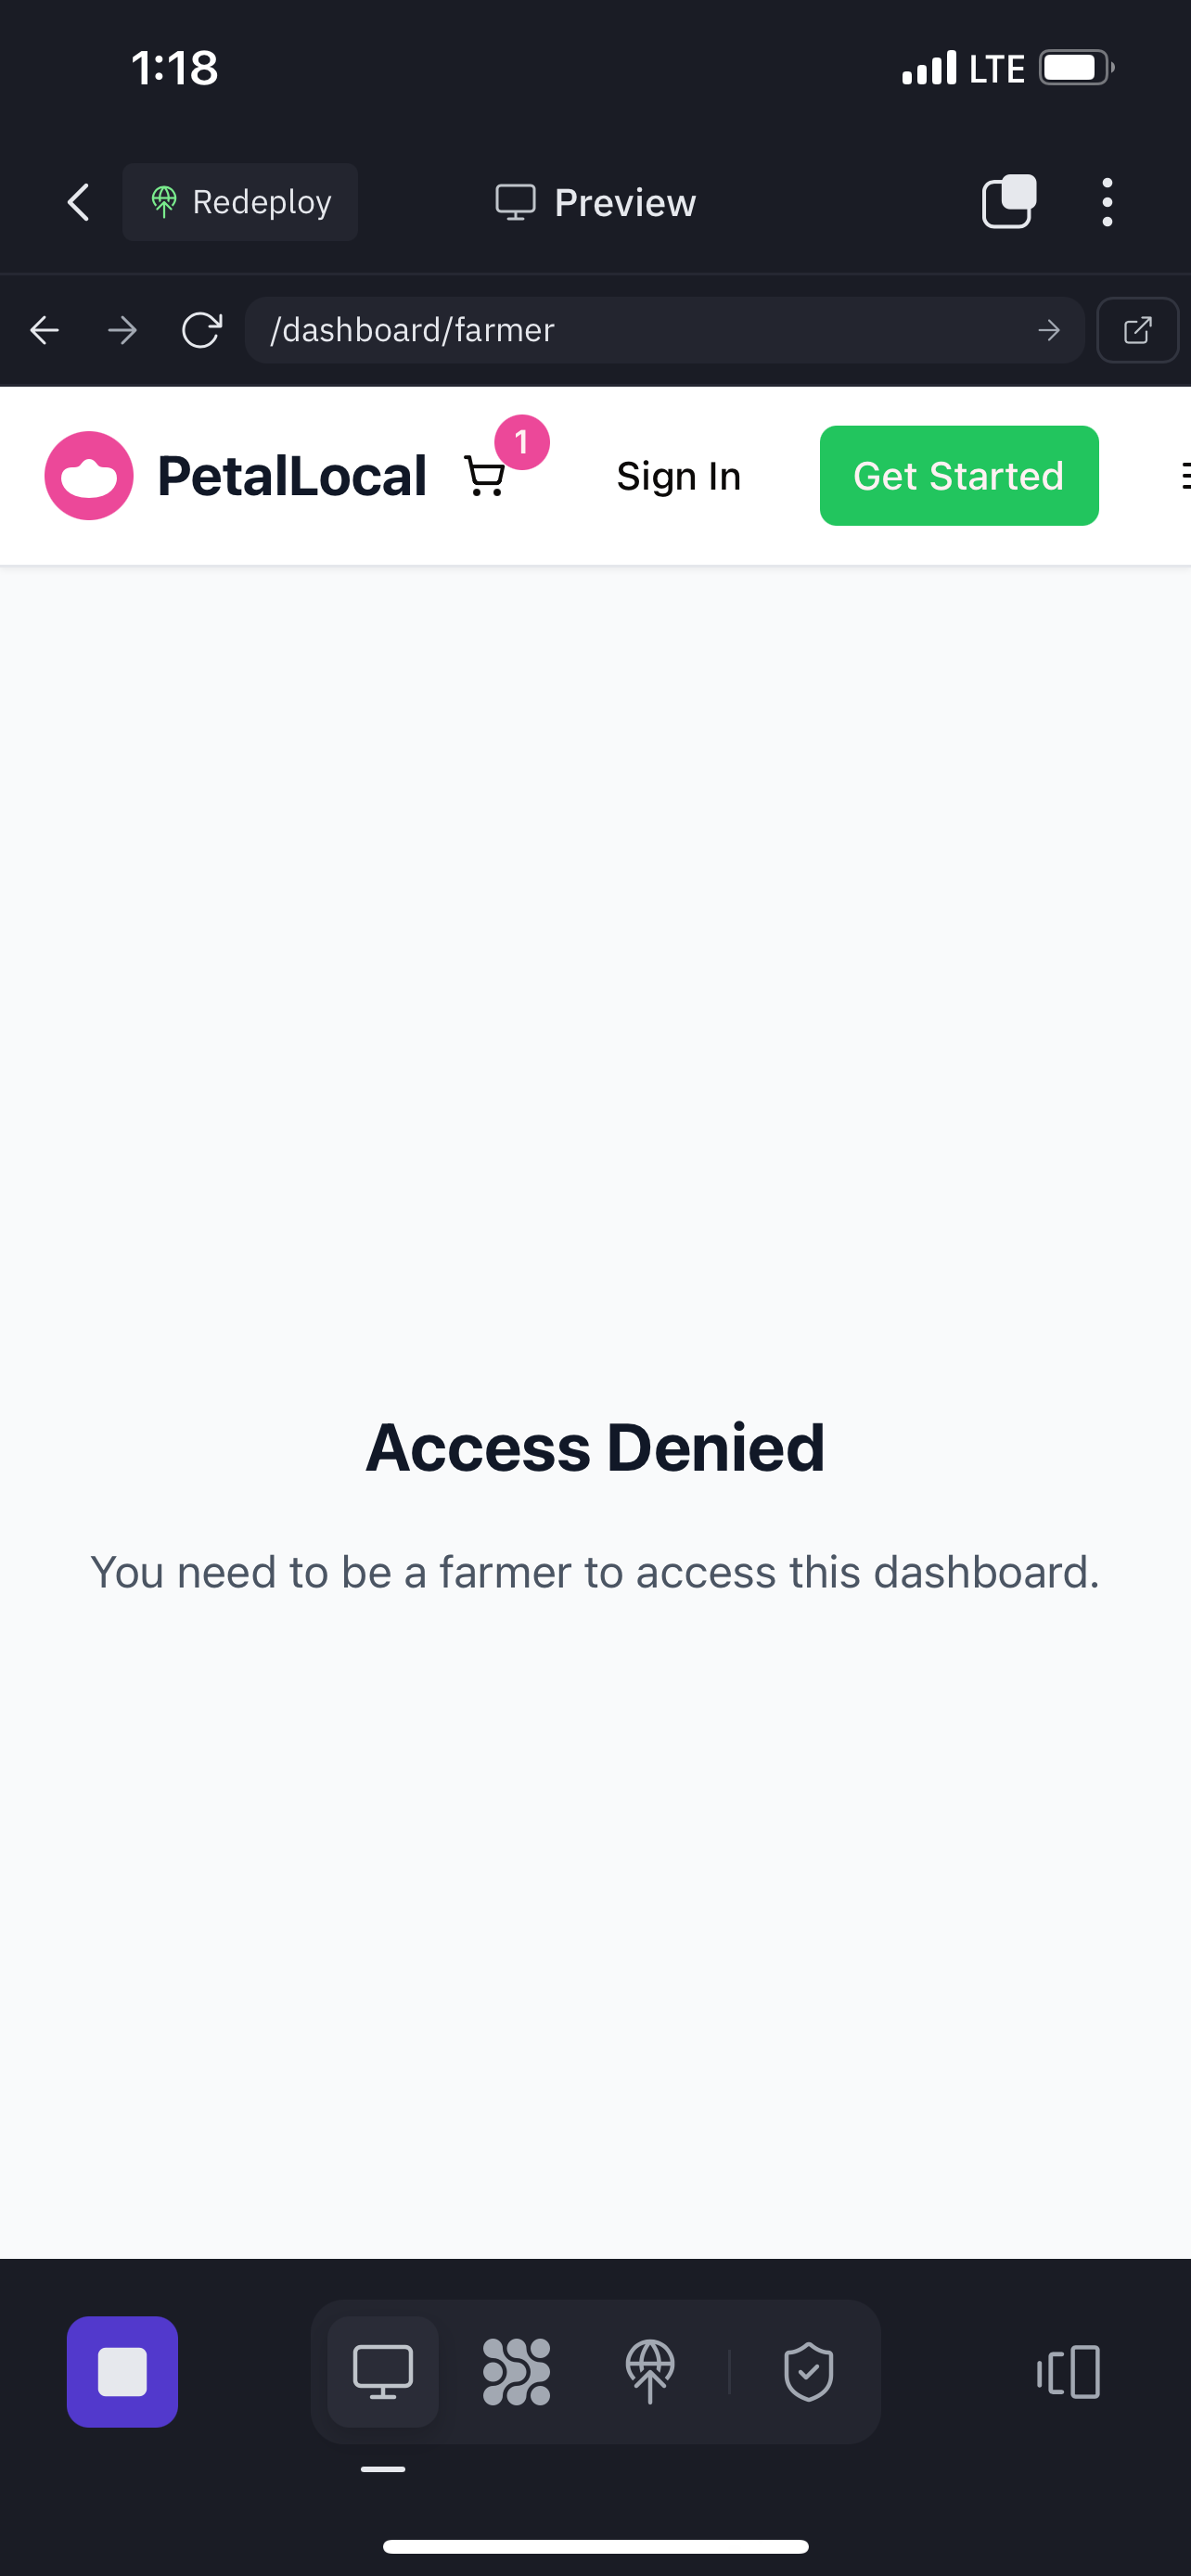 1:18
LTE
Redeploy
Preview
/dashboard/farmer
PetalLocal
1
Sign In
Get Started
Access Denied
You need to be a farmer to access this dashboard.